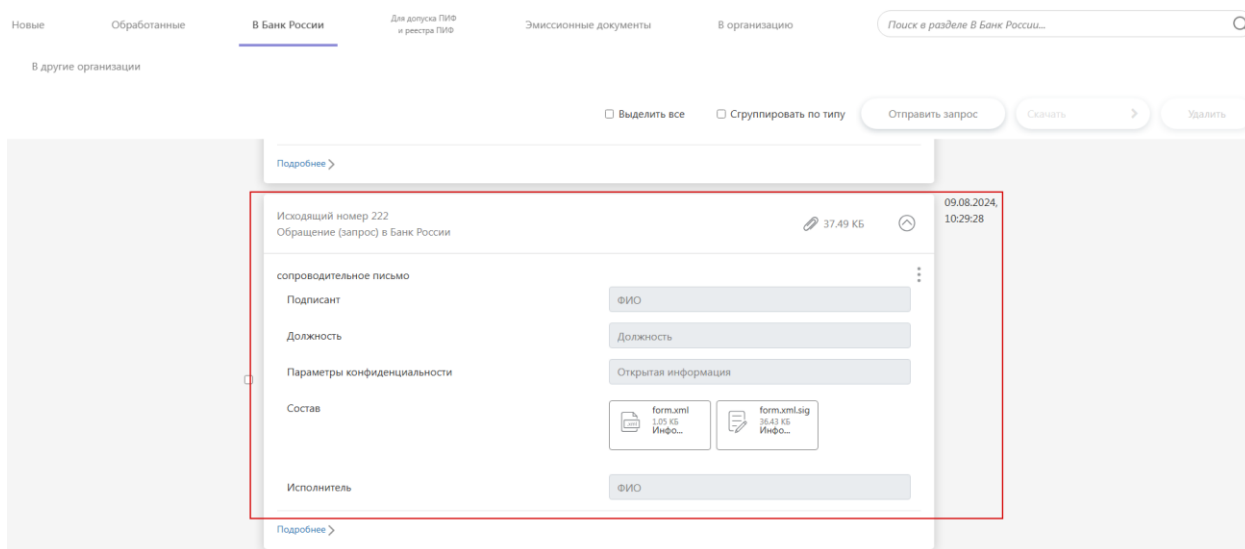 Новые
Обработанные
В Банк России
Для допуска ПИФ
и реестра ПИФ
Эмиссионные документы
В организацию
Поиск в разделе В Банк России...
В другие организации
Выделить все
Сгруппировать по типу
Отправить запрос
Скачать
Удалить
Подробнее
Исходящий номер 222
Обращение (запрос) в Банк России
37.49 КБ
09.08.2024,
10:29:28
сопроводительное письмо
Подписант
ФИО
Должность
Должность
Параметры конфиденциальности
Открытая информация
Состав
form.xml
1.05 КБ
Инфо...
form.xml.sig
36.43 КБ
Инфо...
Исполнитель
ФИО
Подробнее